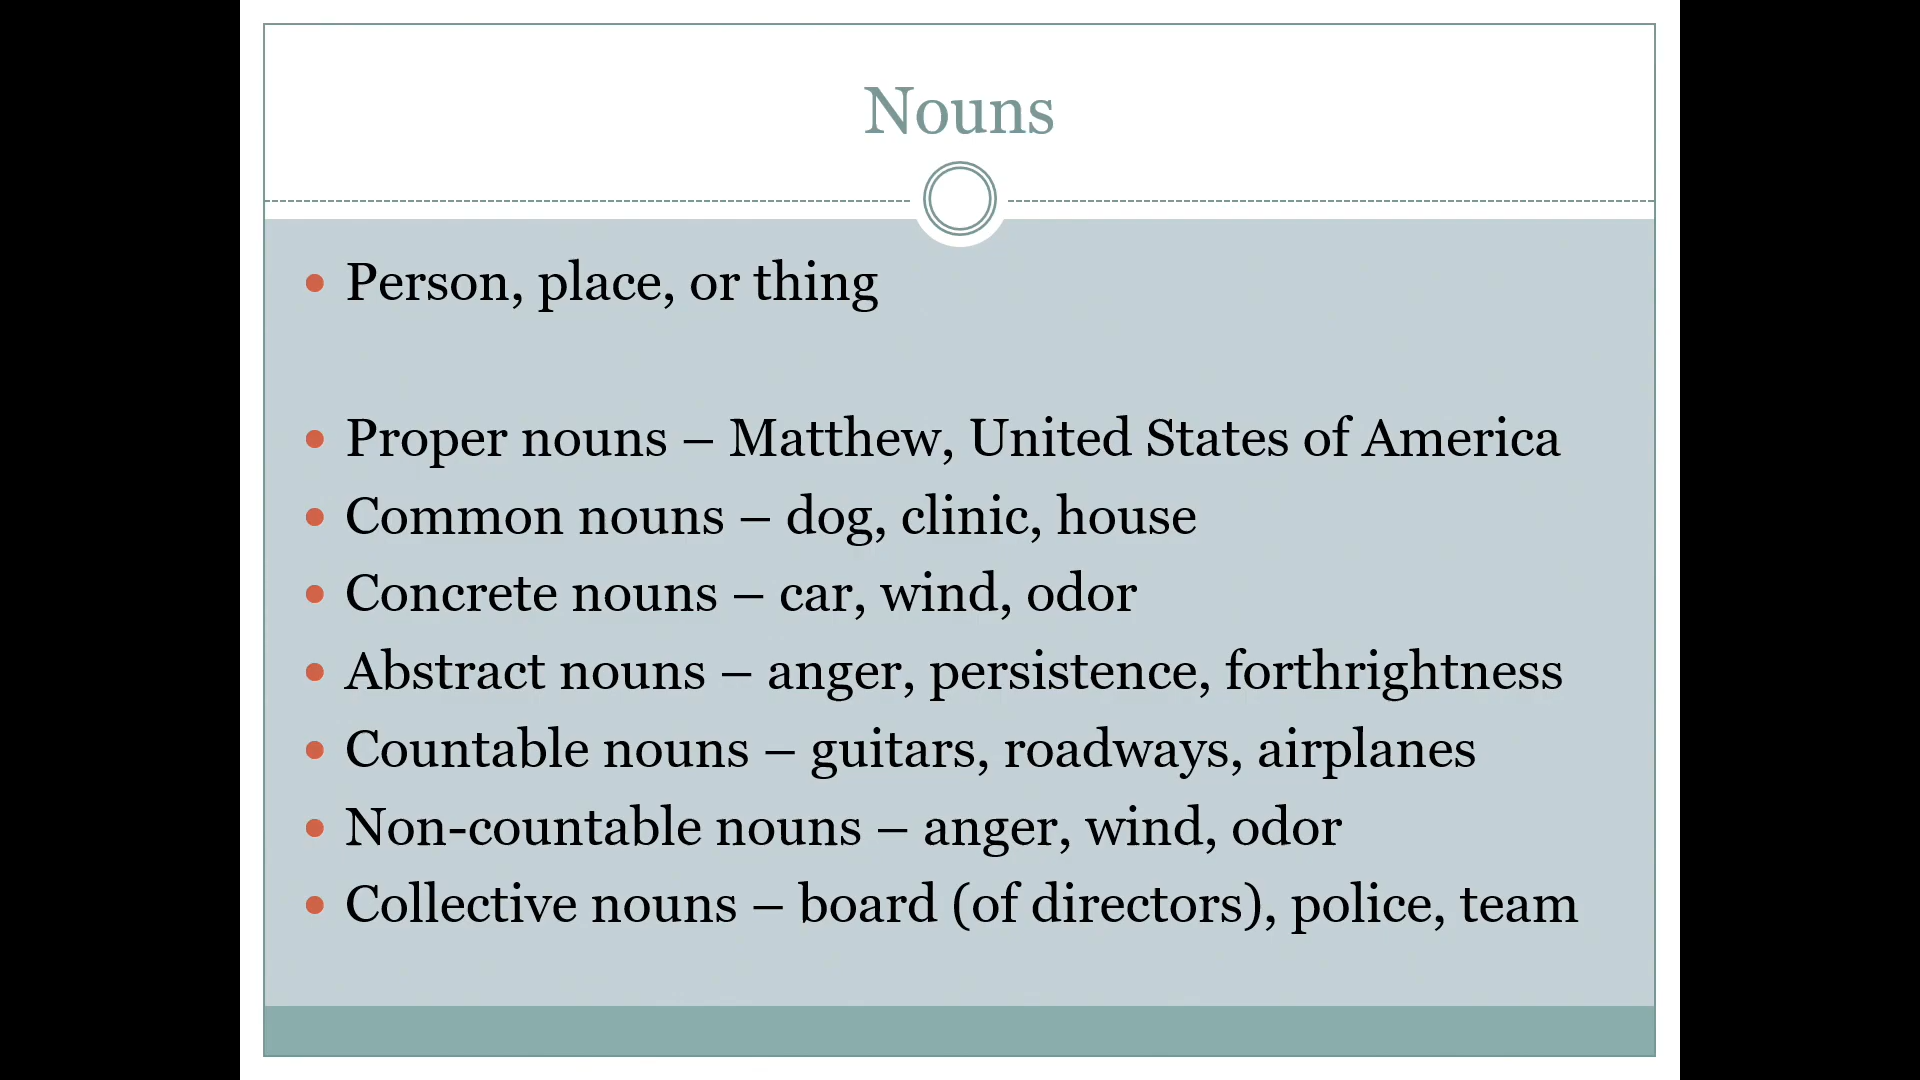 Nouns
• Person, place, or thing
• Proper nouns – Matthew, United States of America
• Common nouns – dog, clinic, house
• Concrete nouns – car, wind, odor
• Abstract nouns – anger, persistence, forthrightness
• Countable nouns – guitars, roadways, airplanes
• Non-countable nouns – anger, wind, odor
• Collective nouns – board (of directors), police, team